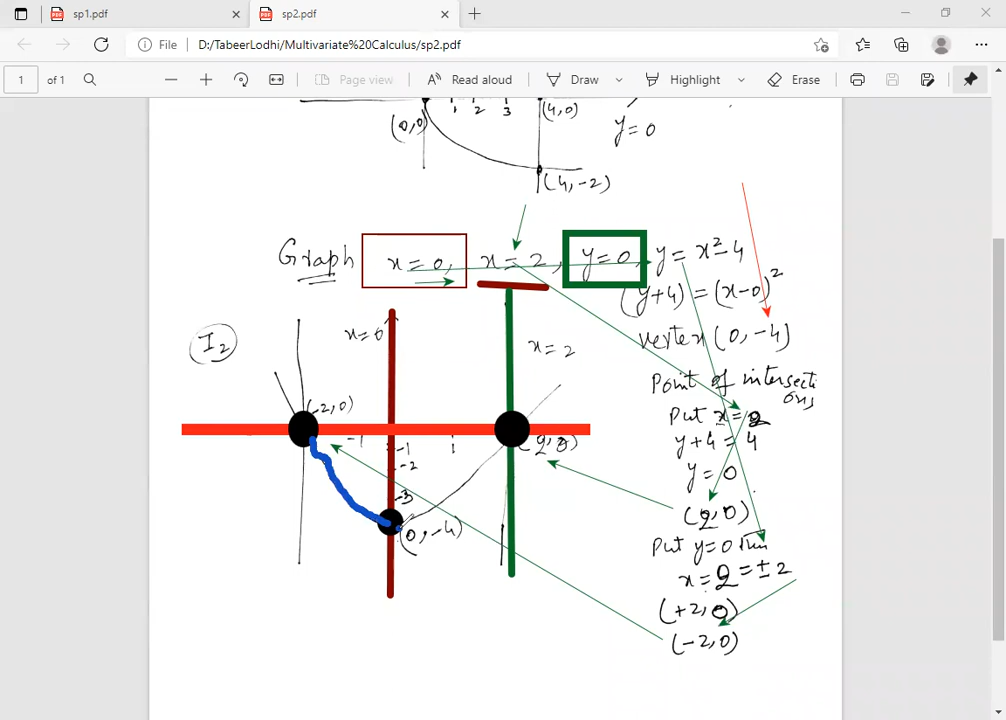 sp1.pdf
sp2.pdf
File
D:/TabeerLodhi/Multivariate%20Calculus/sp2.pdf
1 of 1
Page view
Read aloud
Draw
Highlight
Erase
1 2 3
(0,0)
(4,0)
y=0
(4,-2)
Graph x=0, x=2, y=0, y=x²-4
(y+4)=(x-0)²
vertex (0,-4)
I₂
x=0
x=2
Point of intersecti
ons
(-2,0)
Put x=2
y+4=4
-1
-1
1
-2
y=0
-3
(2,0)
(0,-4)
Put y=0
x=2=±2
(+2,0)
(-2,0)